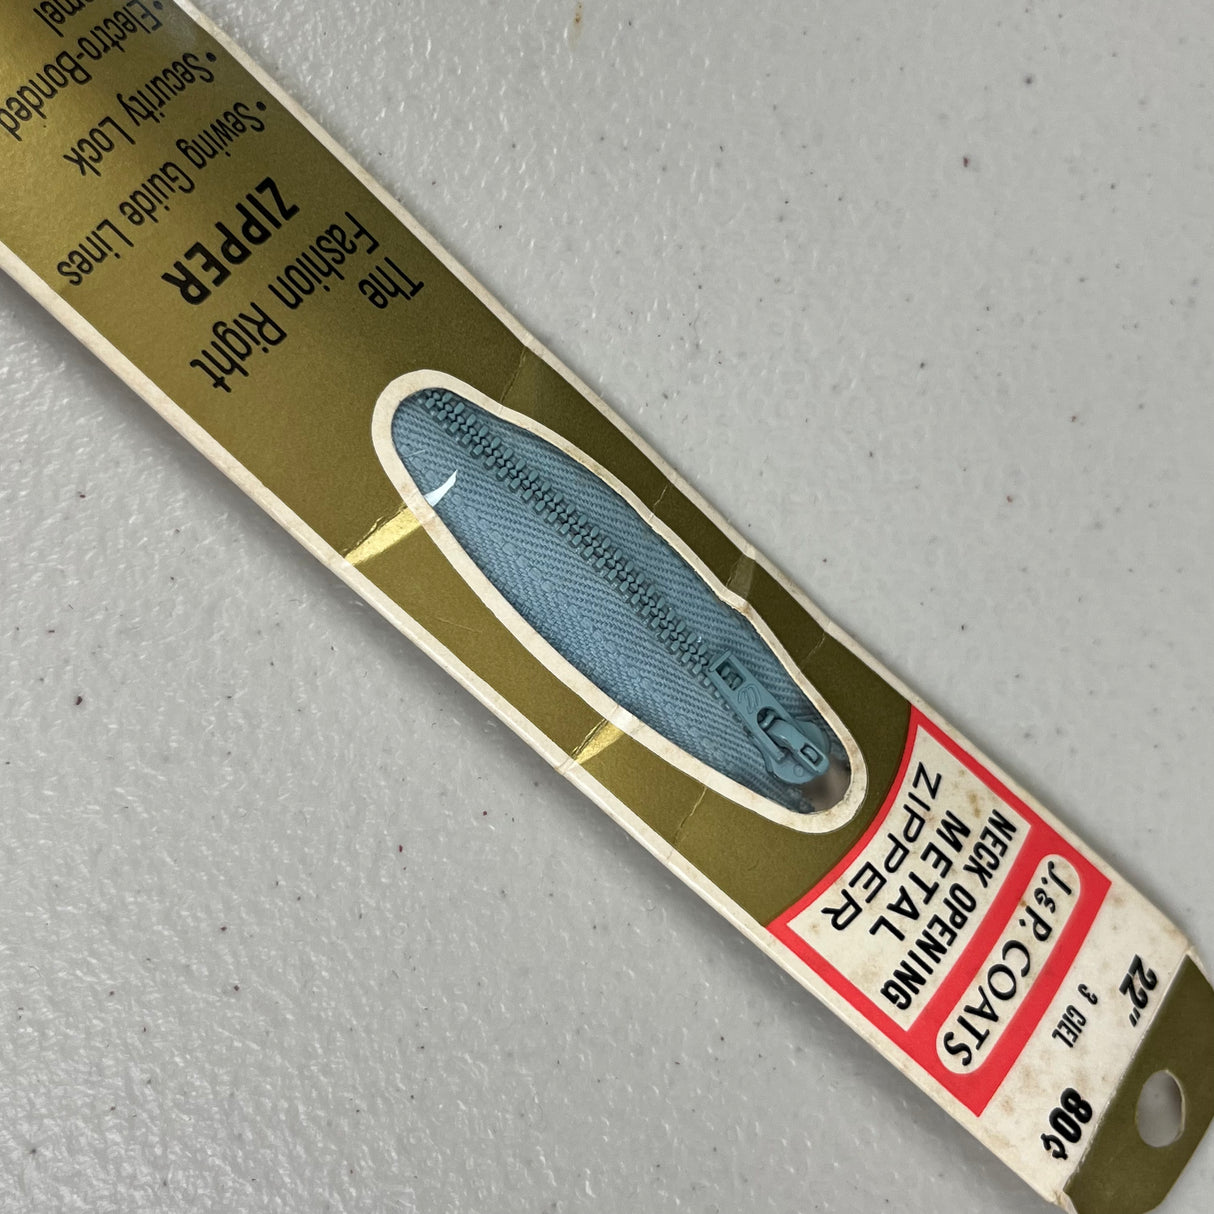 22"
3 CIEL
80¢
J. & P. COATS
NECK OPENING
METAL
ZIPPER
The
Fashion Right
ZIPPER
• Sewing Guide Lines
• Security Lock
• Electro-Bonded